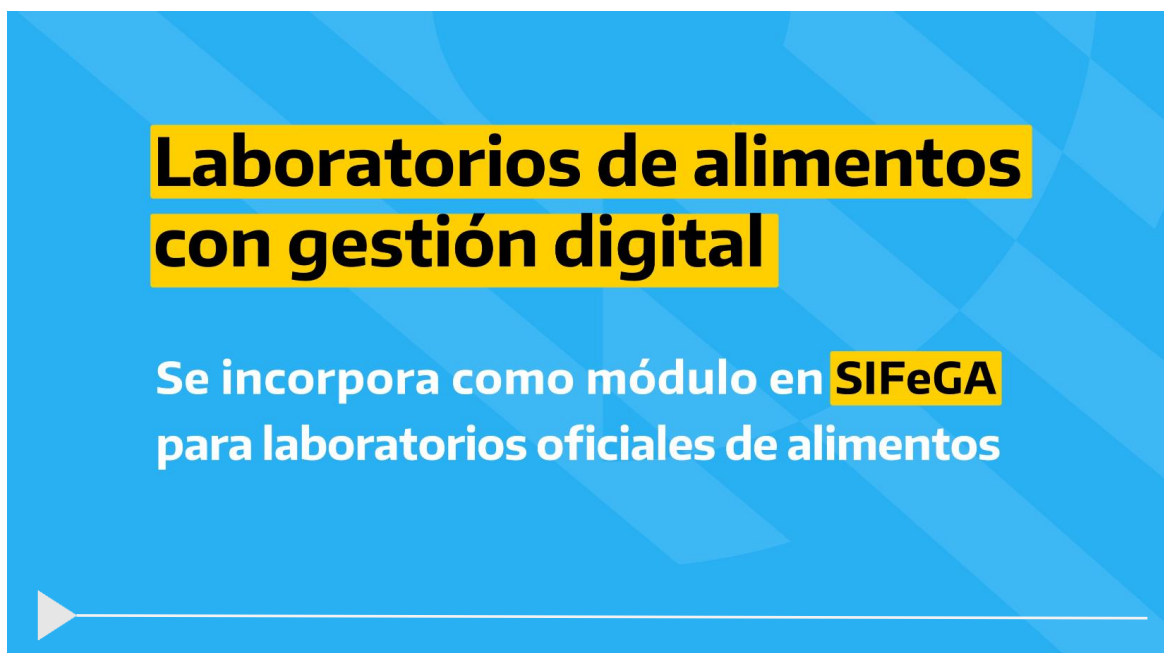 Laboratorios de alimentos
con gestión digital
Se incorpora como módulo en SIFeGA
para laboratorios oficiales de alimentos